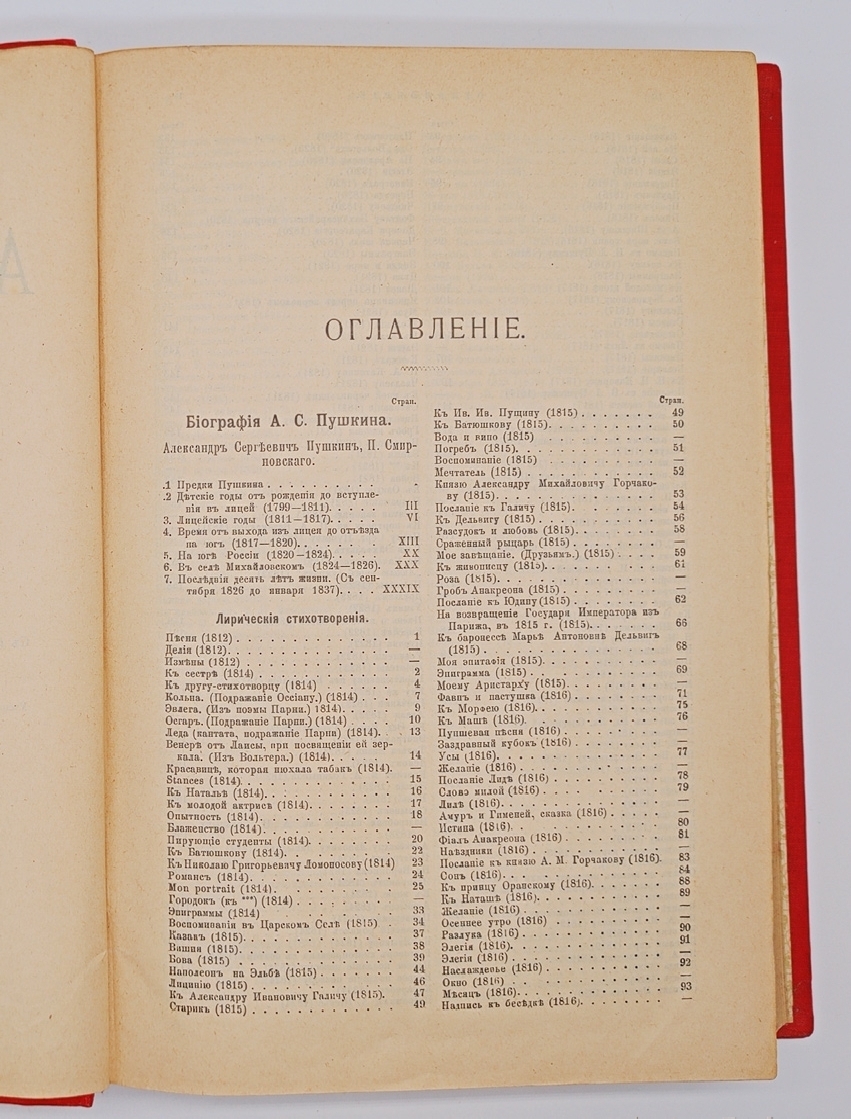 ОГЛАВЛЕНІЕ.
Стран.
Біографія А. С. Пушкина.
Александръ Сергѣевичъ Пушкинъ, П. Смир-
новскаго.
.1 Предки Пушкина . . . . . . . . . . -
.2 Дѣтскіе годы отъ рожденія до вступле-
нія въ лицей (1799—1811). . . . . III
3. Лицейскіе годы (1811—1817). . . . . VI
4. Время отъ выхода изъ лицея до отъѣзда
на югъ (1817—1820). . . . . . . XIII
5. На югѣ Россіи (1820—1824). . . . . XX
6. Въ селѣ Михайловскомъ (1824—1826). XXX
7. Послѣднія десять лѣтъ жизни. (Съ сен-
тября 1826 до января 1837). . . . XXXIX
Лирическія стихотворенія.
Пѣсня (1812) . . . . . . . . . . . . 1
Делія (1812). . . . . . . . . . . . —
Измѣны (1812) . . . . . . . . . . . —
Къ сестрѣ (1814) . . . . . . . . . . 2
Къ другу-стихотворцу (1814) . . . . . . 4
Кольна. (Подражаніе Оссіану.) (1814) . . . 7
Эвлега. (Изъ поэмы Парни.) 1814). . . . . 9
Осгаръ. (Подражаніе Парни.) (1814) . . . . 10
Леда (кантата, подражаніе Парни) (1814). . . 13
Венерѣ отъ Лаисы, при посвященіи ей зер-
кала. (Изъ Вольтера.) (1814). . . . . 14
Красавицѣ, которая нюхала табакъ (1814). —
Stances (1814). . . . . . . . . . . . 15
Къ Натальѣ (1814). . . . . . . . . . 16
Къ молодой актрисѣ (1814). . . . . . . 17
Опытность (1814). . . . . . . . . . . 18
Блаженство (1814). . . . . . . . . . —
Пирующіе студенты (1814). . . . . . . 20
Къ Батюшкову (1814). . . . . . . . . 22
Къ Николаю Григорьевичу Ломоносову (1814) 23
Романсъ (1814). . . . . . . . . . . . 24
Mon portrait (1814). . . . . . . . . . 25
Городокъ (къ ***) (1814) . . . . . . . . —
Эпиграммы (1814) . . . . . . . . . . 33
Воспоминанія въ Царскомъ Селѣ (1815) . 34
Казакъ (1815). . . . . . . . . . . . 37
Вишня (1815). . . . . . . . . . . . 38
Бова (1815) . . . . . . . . . . . . 39
Наполеонъ на Эльбѣ (1815) . . . . . . . 44
Лицинію (1815) . . . . . . . . . . . 46
Къ Александру Ивановичу Галичу (1815). 47
Старикъ (1815) . . . . . . . . . . . 49
Стран.
Къ Ив. Ив. Пущину (1815) . . . . . . . 49
Къ Батюшкову (1815). . . . . . . . . 50
Вода и вино (1815) . . . . . . . . . —
Погребъ (1815). . . . . . . . . . . . 51
Воспоминаніе (1815) . . . . . . . . . —
Мечтатель (1815) . . . . . . . . . . 52
Князю Александру Михайловичу Горчако-
ву (1815). . . . . . . . . . . . 53
Посланіе къ Галичу (1815). . . . . . . 54
Къ Дельвигу (1815) . . . . . . . . . 56
Разсудокъ и любовь (1815). . . . . . . 58
Сраженный рыцарь (1815) . . . . . . . —
Мое завѣщаніе. (Друзьямъ.) (1815) . . . . 59
Къ живописцу (1815). . . . . . . . . 61
Роза (1815). . . . . . . . . . . . . —
Гробъ Анакреона (1815) . . . . . . . . —
Посланіе къ Юдину (1815) . . . . . . . 62
На возвращеніе Государя Императора изъ
Парижа, въ 1815 г. (1815). . . . . . 66
Къ баронессѣ Марьѣ Антоновнѣ Дельвигъ
(1815) . . . . . . . . . . . . . 68
Моя эпитафія (1815). . . . . . . . . —
Эпиграмма (1815) . . . . . . . . . . 69
Моему Аристарху (1815). . . . . . . . —
Фавнъ и пастушка (1816) . . . . . . . 71
Къ Морфею (1816). . . . . . . . . . 75
Къ Машѣ (1816). . . . . . . . . . . 76
Пуншевая пѣсня (1816) . . . . . . . . —
Заздравный кубокъ (1816) . . . . . . . —
Усы (1816). . . . . . . . . . . . . 77
Желаніе (1816) . . . . . . . . . . . —
Посланіе Лидѣ (1816) . . . . . . . . . 78
Слово милой (1816) . . . . . . . . . . 79
Лилѣ (1816). . . . . . . . . . . . . —
Амуръ и Гименей, сказка (1816) . . . . . —
Истина (1816). . . . . . . . . . . . 80
Фіалъ Анакреона (1816) . . . . . . . . 81
Наѣздники (1816) . . . . . . . . . . —
Посланіе къ князю А. М. Горчакову (1816). 83
Сонъ (1816). . . . . . . . . . . . . 84
Къ принцу Оранскому (1816). . . . . . . 88
Къ Наташѣ (1816). . . . . . . . . . 89
Желаніе (1816) . . . . . . . . . . . —
Осеннее утро (1816) . . . . . . . . . —
Разлука (1816) . . . . . . . . . . . 90
Элегія (1816). . . . . . . . . . . . 91
Элегія (1816) . . . . . . . . . . . . —
Наслажденье (1816) . . . . . . . . . 92
Окно (1816) . . . . . . . . . . . . —
Мѣсяцъ (1816). . . . . . . . . . . . 93
Надпись къ бесѣдкѣ (1816). . . . . . . —